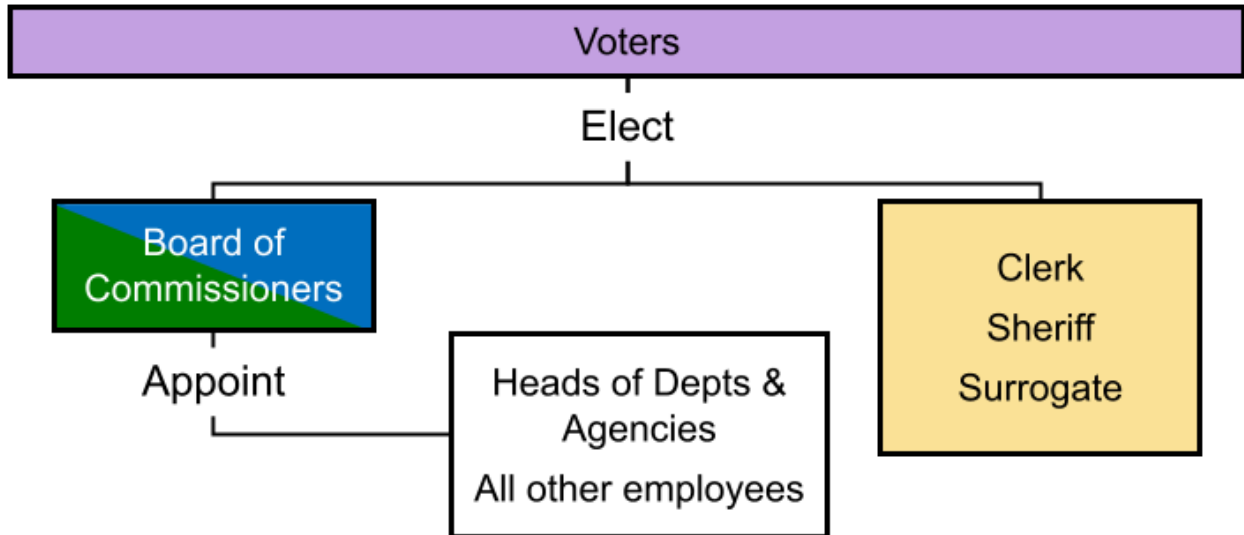 Voters
Elect
Board of
Commissioners
Appoint
Heads of Depts &
Agencies
All other employees
Clerk
Sheriff
Surrogate